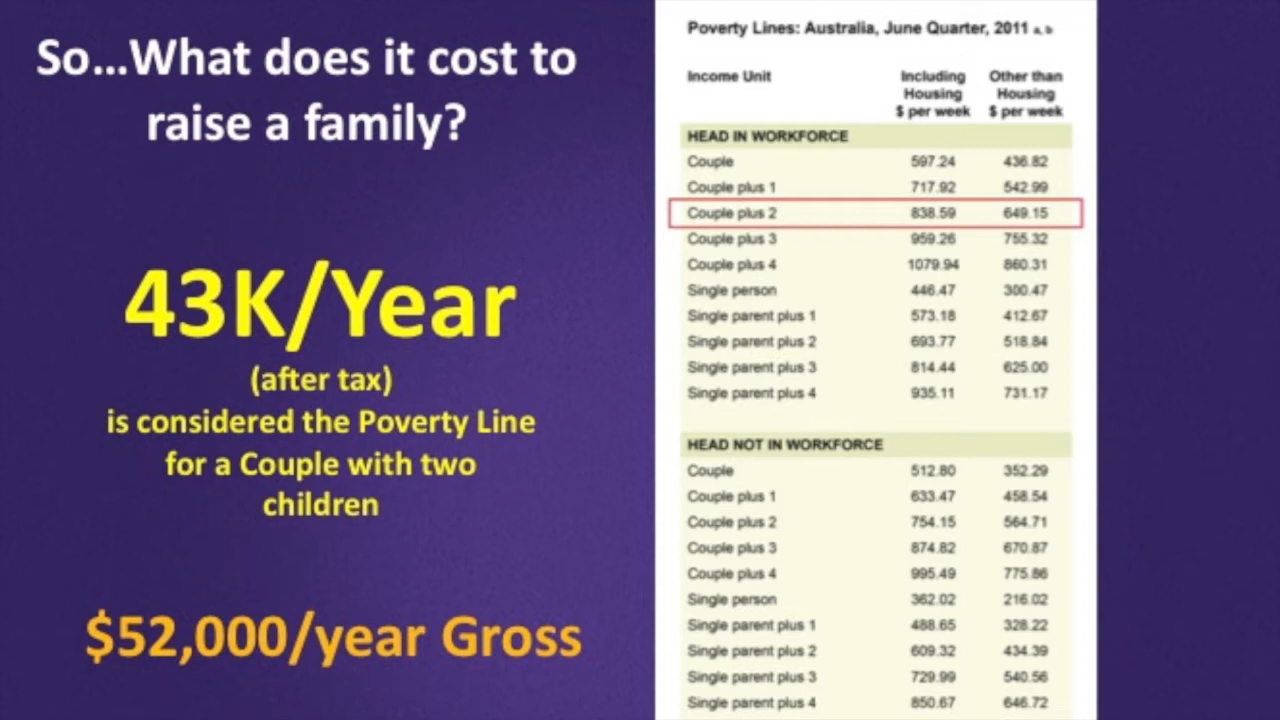 So...What does it cost to
raise a family?
43K/Year
(after tax)
is considered the Poverty Line
for a Couple with two
children
$52,000/year Gross
Poverty Lines: Australia, June Quarter, 2011 a, b
Income Unit Including Housing $ per week Other than Housing $ per week
HEAD IN WORKFORCE
Couple 597.24 436.82
Couple plus 1 717.92 542.99
Couple plus 2 838.59 649.15
Couple plus 3 959.26 755.32
Couple plus 4 1079.94 860.31
Single person 446.47 300.47
Single parent plus 1 573.18 412.67
Single parent plus 2 693.77 518.84
Single parent plus 3 814.44 625.00
Single parent plus 4 935.11 731.17
HEAD NOT IN WORKFORCE
Couple 512.80 352.29
Couple plus 1 633.47 458.54
Couple plus 2 754.15 564.71
Couple plus 3 874.82 670.87
Couple plus 4 995.49 775.86
Single person 362.02 216.02
Single parent plus 1 488.65 328.22
Single parent plus 2 609.32 434.39
Single parent plus 3 729.99 540.56
Single parent plus 4 850.67 646.72